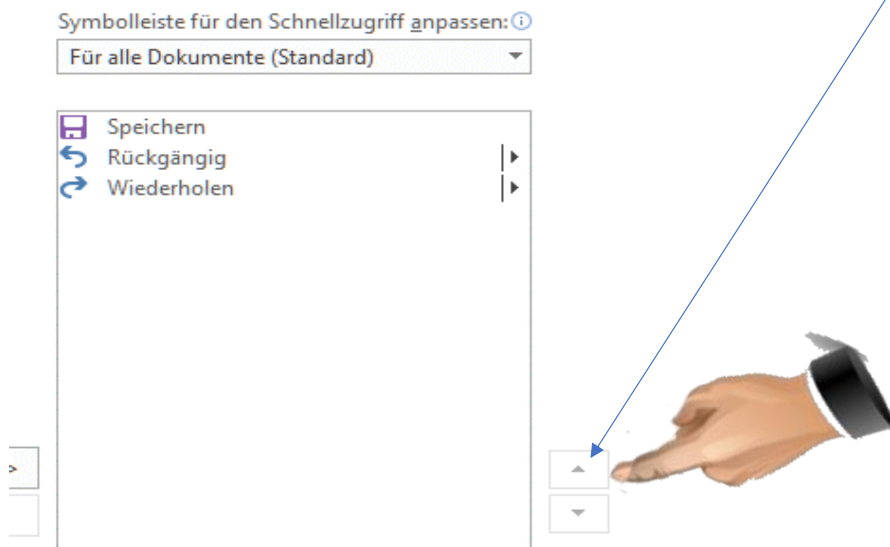 Symbolleiste für den Schnellzugriff anpassen:
Für alle Dokumente (Standard)
Speichern
Rückgängig
Wiederholen